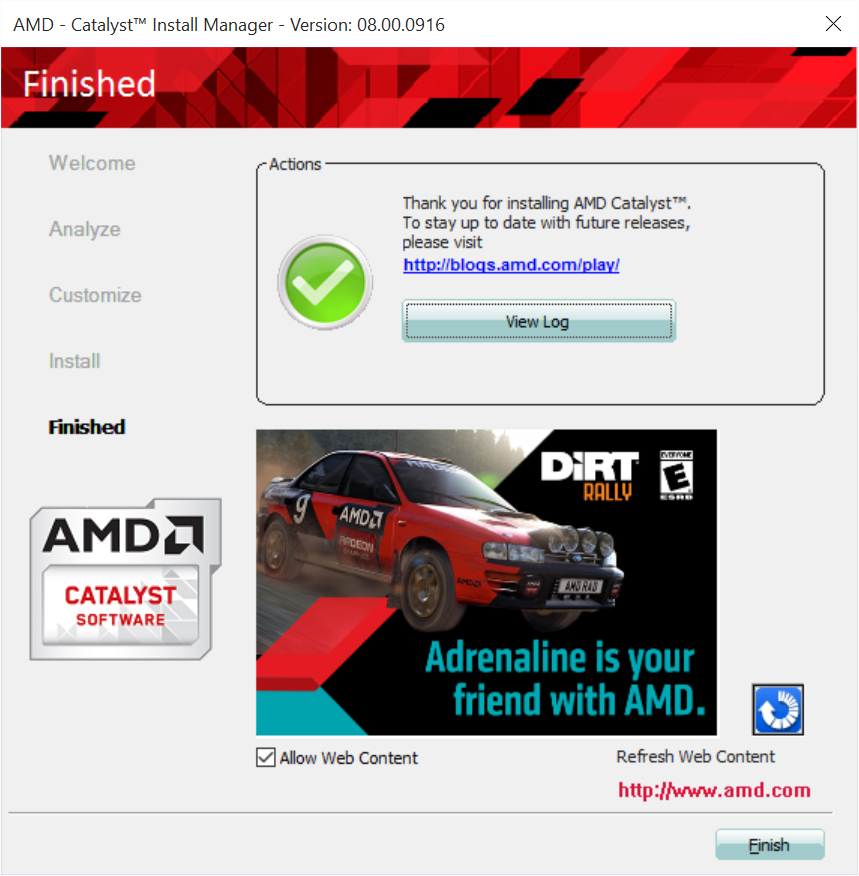 AMD - Catalyst™ Install Manager - Version: 08.00.0916
Finished
Welcome
Analyze
Customize
Install
Finished
AMD
CATALYST
SOFTWARE
Actions
Thank you for installing AMD Catalyst™.
To stay up to date with future releases,
please visit
http://blogs.amd.com/play/
View Log
DiRT
RALLY
EVERYONE
E
ESRB
RADEON
9
AMD
RADEON
GRAPHICS
AMD
AMD RAD
Adrenaline is your
friend with AMD.
Allow Web Content
Refresh Web Content
http://www.amd.com
Finish